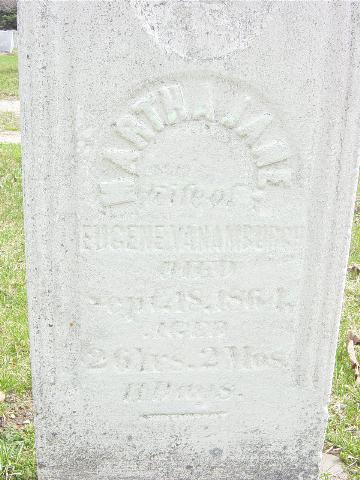 MARTHA JANE
Wife of
EUGENE VANAMBURGH
DIED
Sept. 18, 1864.
AGED
26 Yrs. 2 Mos.
11 Days.